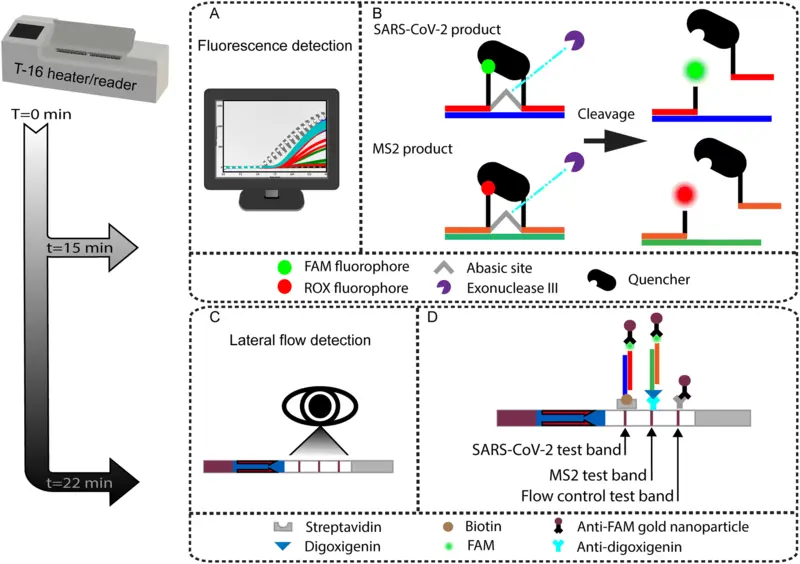 T-16 heater/reader
T=0 min
t=15 min
t=22 min
A
Fluorescence detection
B
SARS-CoV-2 product
Cleavage
MS2 product
FAM fluorophore
ROX fluorophore
Abasic site
Exonuclease III
Quencher
C
Lateral flow detection
D
SARS-CoV-2 test band
MS2 test band
Flow control test band
Streptavidin
Digoxigenin
Biotin
FAM
Anti-FAM gold nanoparticle
Anti-digoxigenin